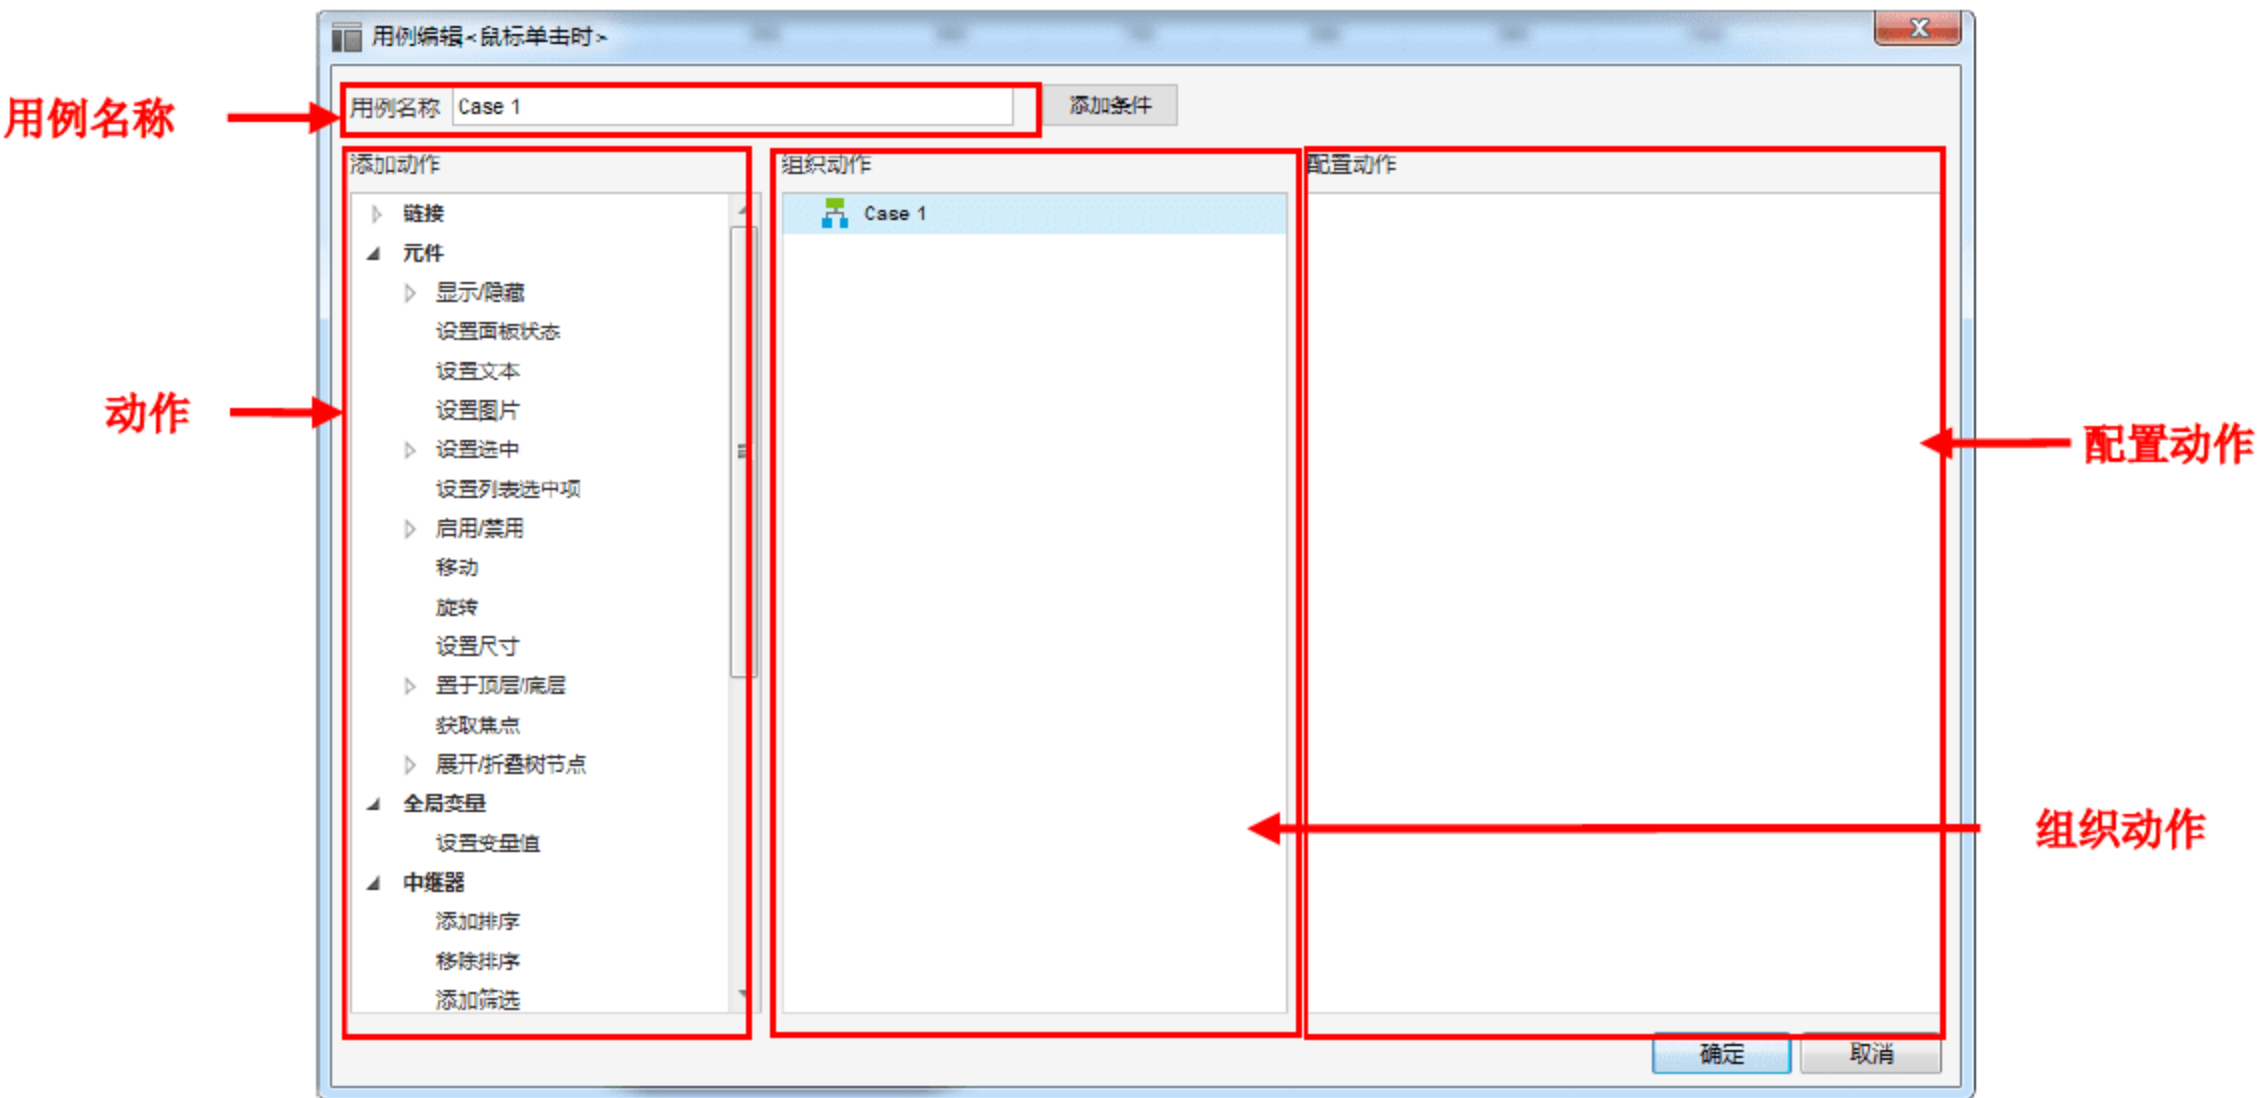 用例编辑<鼠标单击时>
用例名称
用例名称 Case 1
添加条件
添加动作
组织动作
配置动作
链接
元件
显示/隐藏
设置面板状态
设置文本
设置图片
设置选中
设置列表选中项
启用/禁用
移动
旋转
设置尺寸
置于顶层/底层
获取焦点
展开/折叠树节点
全局变量
设置变量值
中继器
添加排序
移除排序
添加筛选
Case 1
动作
配置动作
组织动作
确定
取消